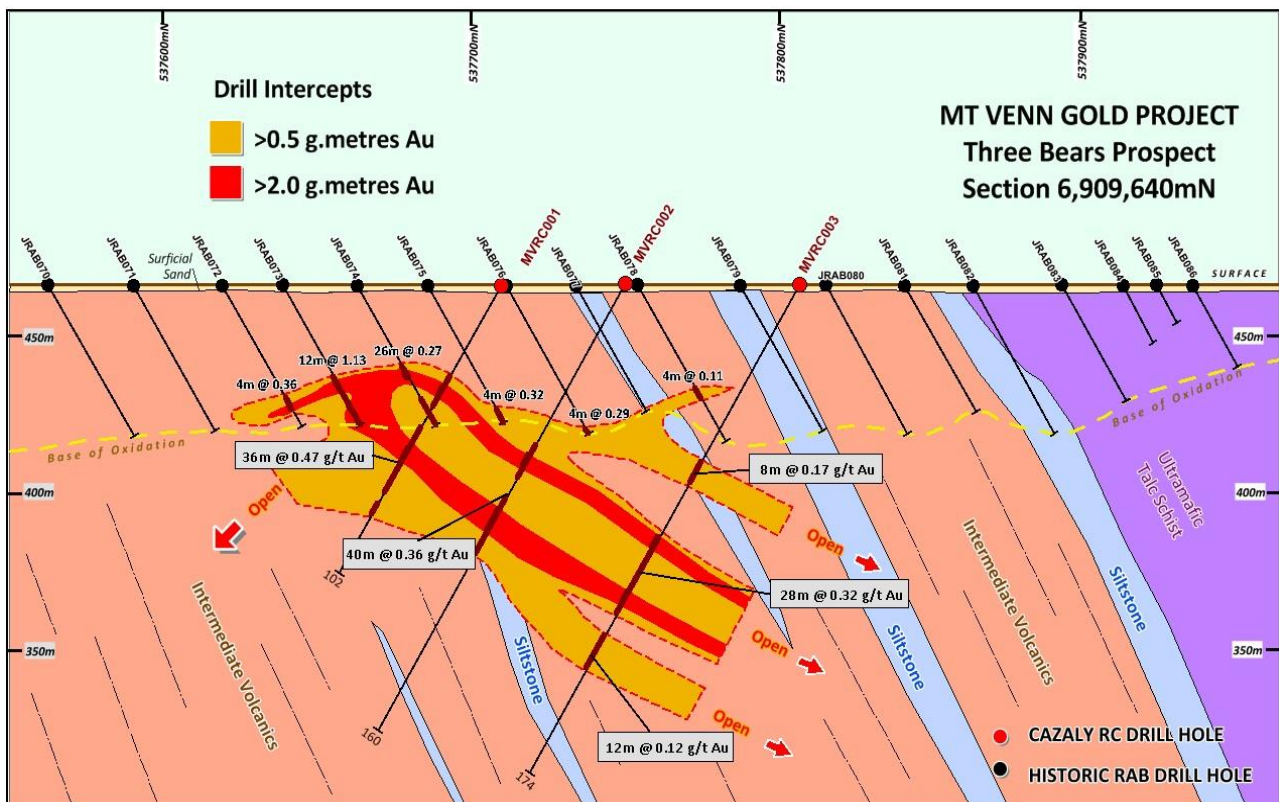 537600mN
537700mN
537800mN
537900mN
Drill Intercepts
>0.5 g.metres Au
>2.0 g.metres Au
MT VENN GOLD PROJECT
Three Bears Prospect
Section 6,909,640mN
JRAB070
JRAB071
Surficial
Sand
JRAB072
JRAB073
JRAB074
JRAB075
JRAB076
MVRC001
JRAB078
MVRC002
JRAB079
MVRC003
JRAB080
JRAB081
JRAB082
JRAB083
JRAB084
JRAB085
JRAB086
SURFACE
450m
450m
4m @ 0.36
12m @ 1.13
26m @ 0.27
4m @ 0.32
4m @ 0.29
4m @ 0.11
Base of Oxidation
Base of Oxidation
36m @ 0.47 g/t Au
8m @ 0.17 g/t Au
400m
400m
Open
Open
40m @ 0.36 g/t Au
28m @ 0.32 g/t Au
102
Ultramafic
Talc Schist
Intermediate Volcanics
Intermediate Volcanics
Siltstone
Siltstone
Siltstone
350m
350m
Open
Open
160
174
12m @ 0.12 g/t Au
CAZALY RC DRILL HOLE
HISTORIC RAB DRILL HOLE